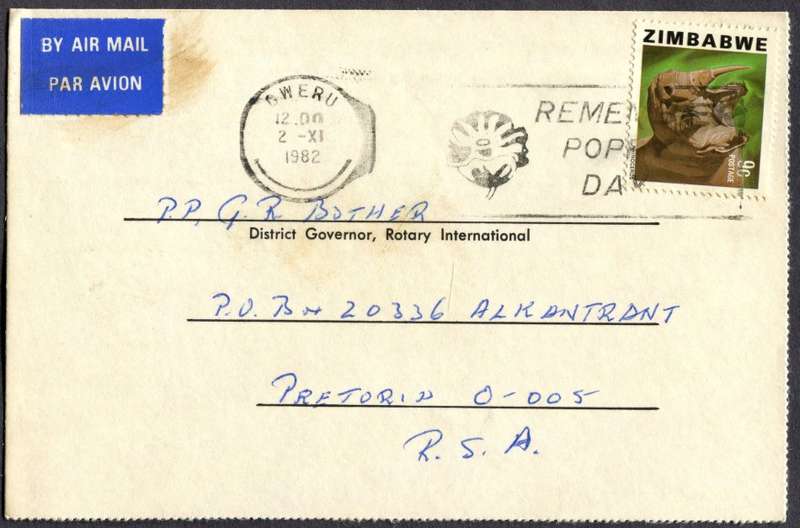 BY AIR MAIL
PAR AVION
ZIMBABWE
9c
POSTAGE
GWERU
12.00
2 -XI
1982
REME
POP
DA
P.P. G. R BOTHER
District Governor, Rotary International
P.O. Box 20336 ALKANTRANT
PRETORIA 0-005
R.S.A.